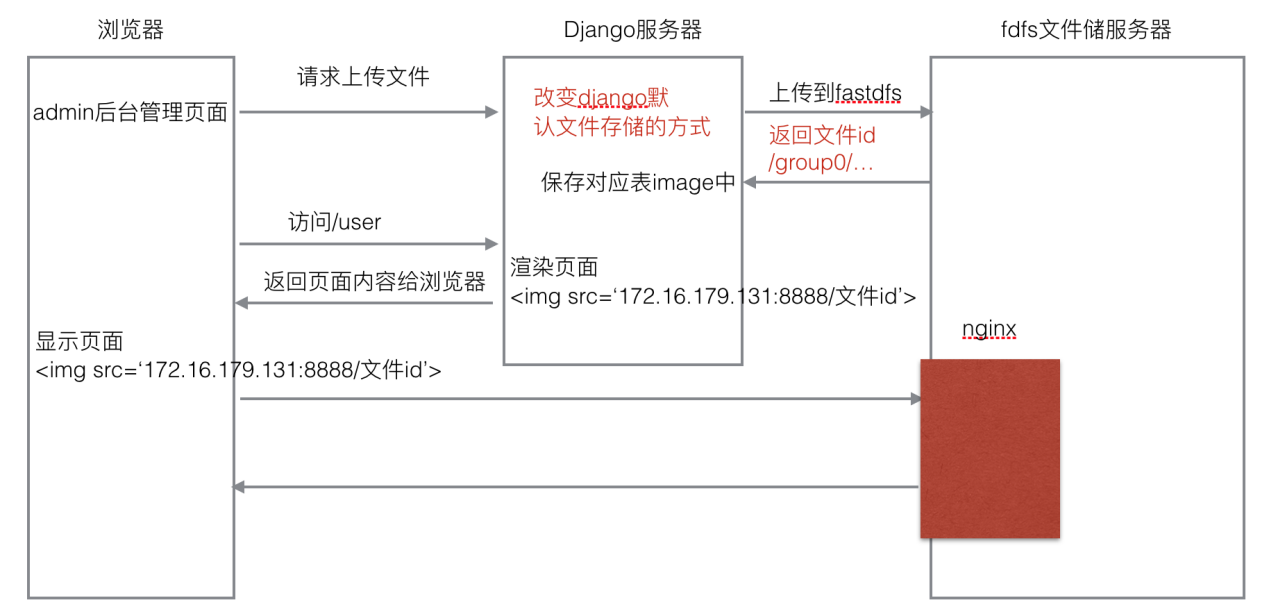 浏览器
Django服务器
fdfs文件储服务器
请求上传文件
admin后台管理页面
改变django默
认文件存储的方式
上传到fastdfs
返回文件id
/group0/…
保存对应表image中
访问/user
返回页面内容给浏览器
渲染页面
<img src=‘172.16.179.131:8888/文件id’>
显示页面
<img src=‘172.16.179.131:8888/文件id’>
nginx